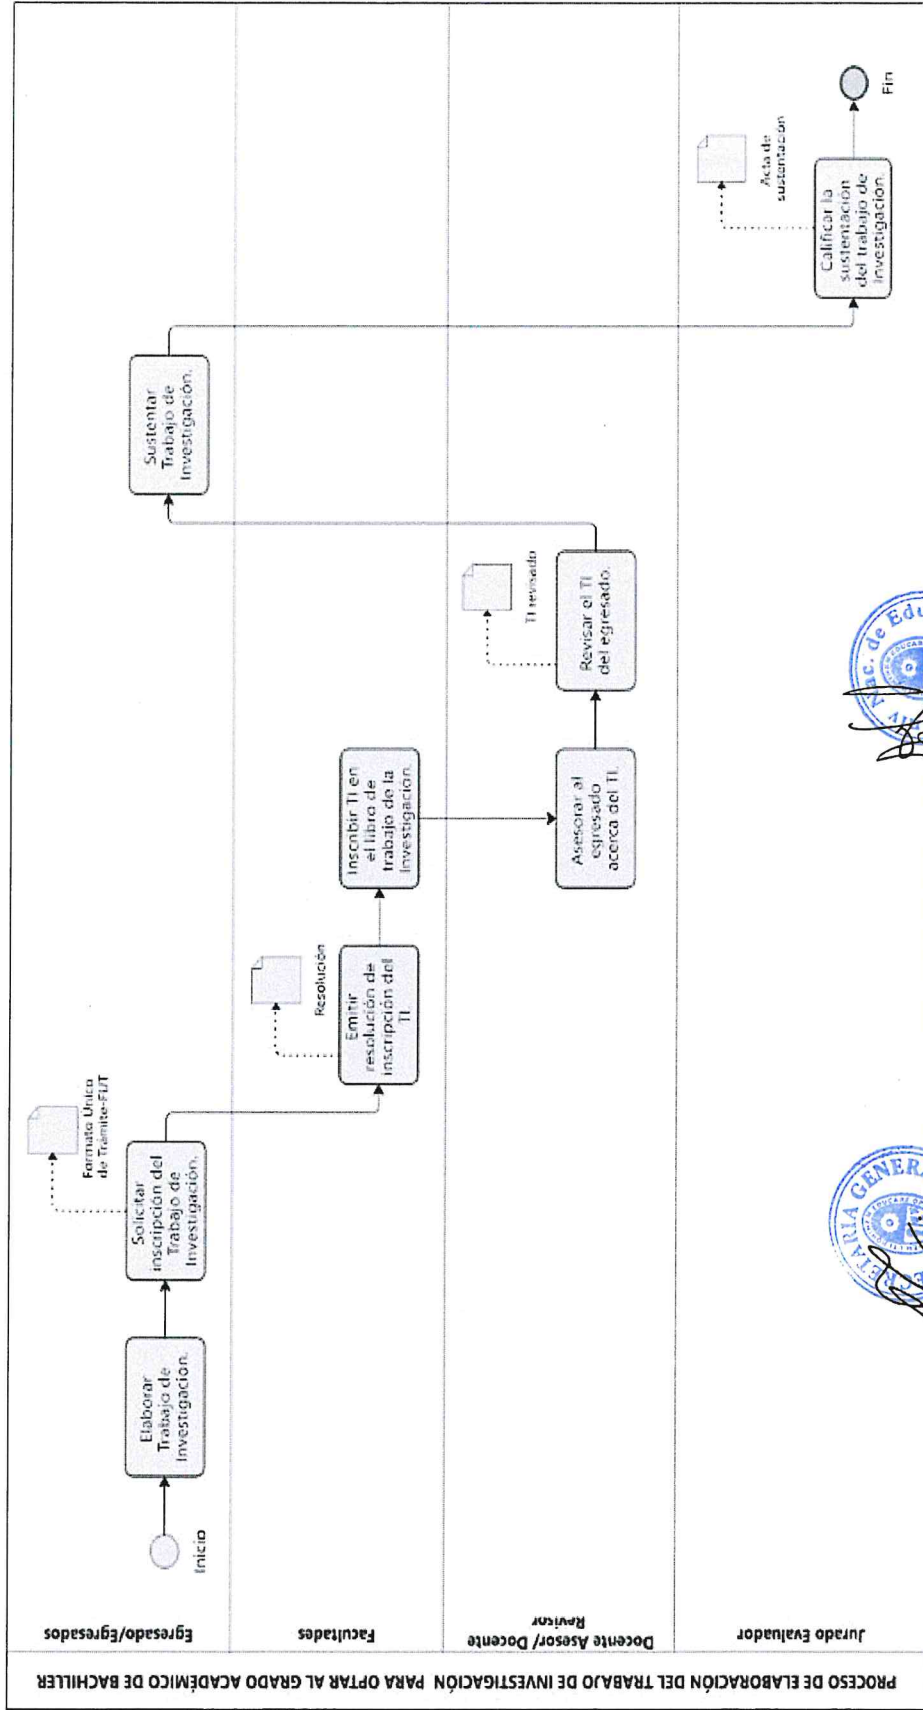 PROCESO DE ELABORACIÓN DEL TRABAJO DE INVESTIGACIÓN PARA OPTAR AL GRADO ACADÉMICO DE BACHILLER
Egresado/Egresados
Inicio
Elaborar
Trabajo de
Investigación.
Solicitar
inscripción del
Trabajo de
Investigación.
Formato Único
de Trámite-FUT
Sustentar
Trabajo de
Investigación.
Facultades
Emitir
resolución de
inscripción del
TI.
Resolución
Inscribir TI en
el libro de
trabajo de la
Investigación.
Docente Asesor/ Docente
Revisor
Asesorar al
egresado
acerca del TI.
Revisar el TI
del egresado.
TI revisado
Jurado Evaluador
Calificar la
sustentación
del trabajo de
Investigación.
Acta de
sustentación
Fin